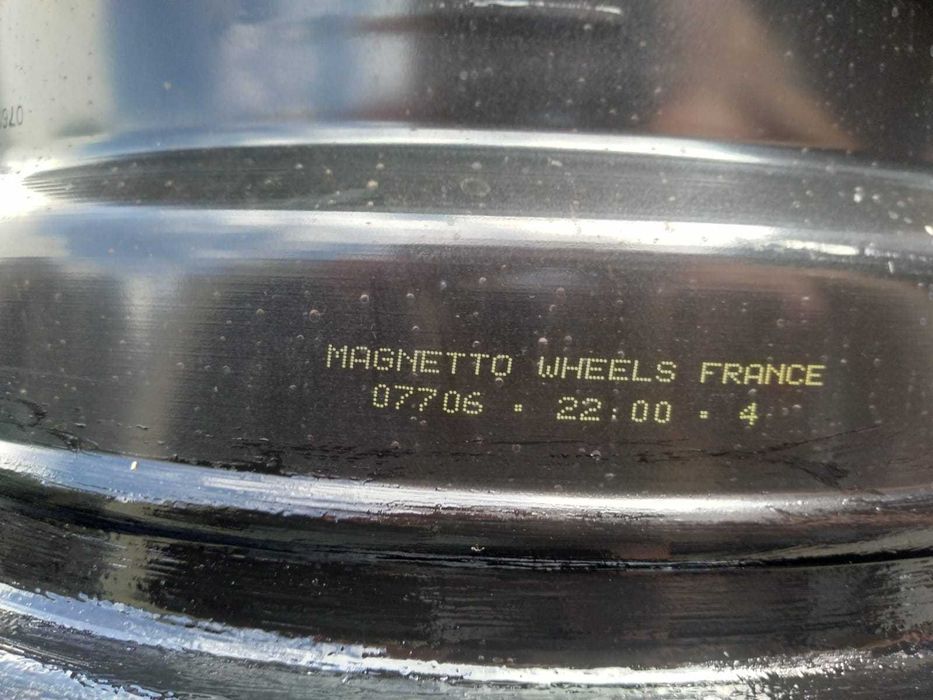 MAGNETTO WHEELS FRANCE
07706 · 22:00 · 4